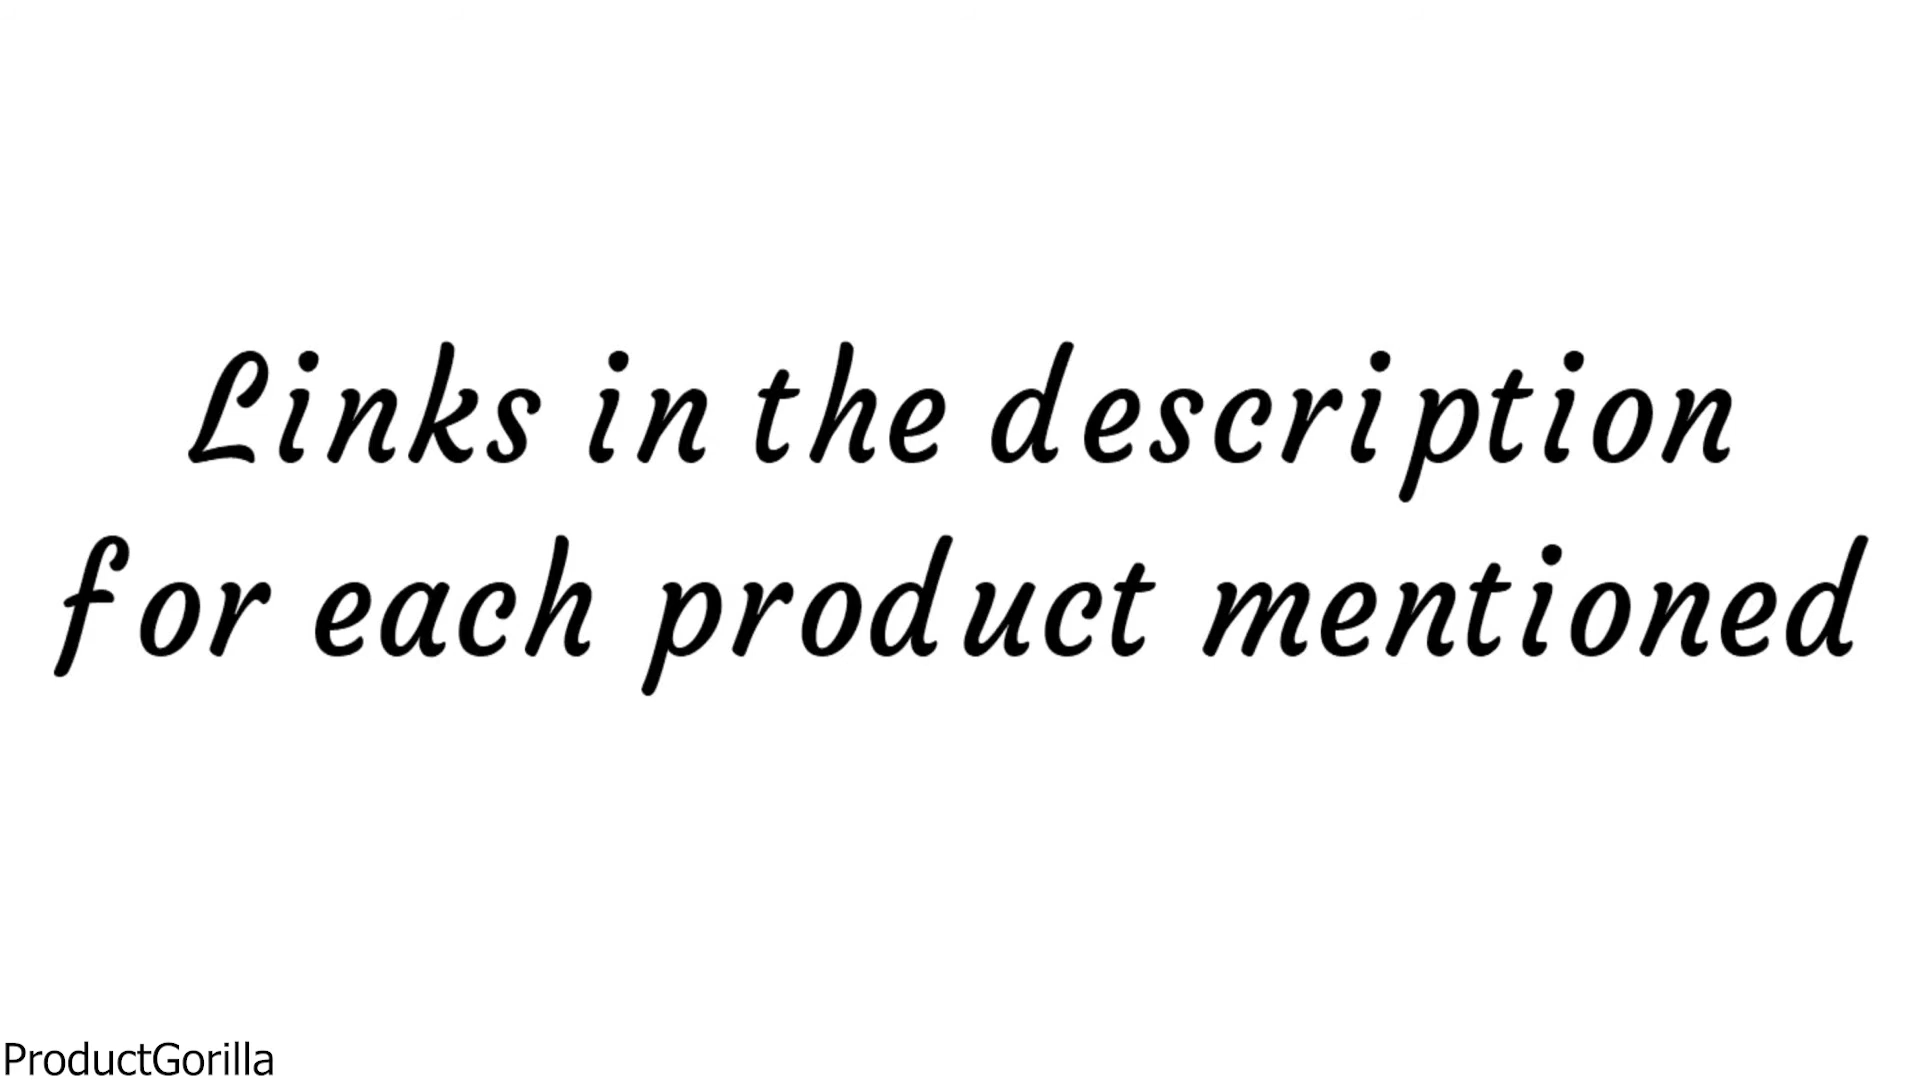 Links in the description
for each product mentioned
ProductGorilla